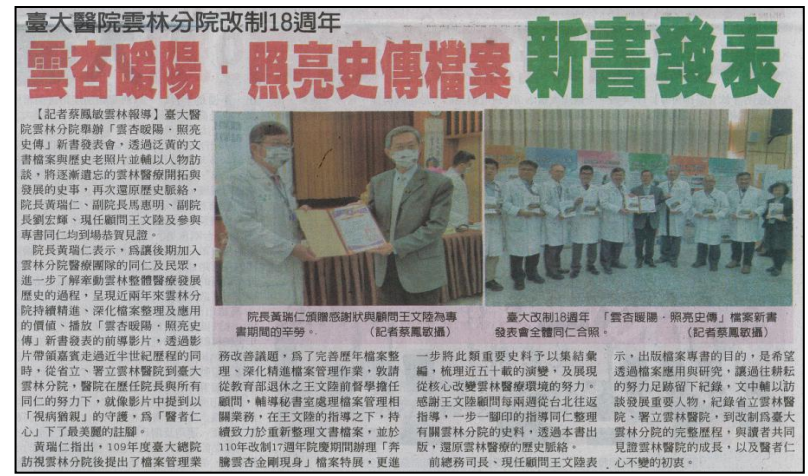 臺大醫院雲林分院改制18週年
雲杏暖陽‧照亮史傳檔案 新書發表
【記者蔡鳳敏雲林報導】臺大醫
院雲林分院舉辦「雲杏暖陽‧照亮
史傳」新書發表會,透過泛黃的文
書檔案與歷史老照片並輔以人物訪
談,將逐漸遺忘的雲林醫療開拓與
發展的史事,再次還原歷史脈絡,
院長黃瑞仁、副院長馬惠明、副院
長劉宏輝、現任顧問王文陸及參與
專書同仁均到場恭賀見證。
院長黃瑞仁表示,為讓後期加入
雲林分院醫療團隊的同仁及民眾,
進一步了解牽動雲林整體醫療發展
歷史的過程,呈現近兩年來雲林分
院持續精進、深化檔案管理及應用
的價值、播放「雲杏暖陽‧照亮史
傳」新書發表的前導影片,透過影
片帶領嘉賓走過近半世紀歷程的同
時,從省立、署立雲林醫院到臺大
雲林分院,醫院在歷任院長與所有
同仁的努力下,就像影片中提到以
「視病猶親」的守護,為「醫者仁
心」下了最美麗的註腳。
黃瑞仁指出,109年度臺大總院
訪視雲林分院後提出了檔案管理業
院長黃瑞仁頒贈感謝狀與顧問王文陸為專
書期間的辛勞。 (記者蔡鳳敏攝)
臺大改制18週年 「雲杏暖陽‧照亮史傳」檔案新書
發表會全體同仁合照。 (記者蔡鳳敏攝)
務改善議題,爲了完善歷年檔案整
理、深化精進檔案管理作業,敦請
從教育部退休之王文陸前督學擔任
顧問,輔導秘書室處理檔案管理相
關業務,在王文陸的指導之下,持
續致力於重新整理文書檔案,並於
110年改制17週年院慶期間辦理「奔
騰雲杏金剛現身」檔案特展,更進
一步將此類重要史料予以集結彙
編,梳理近五十載的演變,及展現
從核心改變雲林醫療環境的努力。
感謝王文陸顧問每兩週從台北往返
指導,一步一腳印的指導同仁整理
有關雲林分院的史料,透過本書出
版,還原雲林醫療的歷史脈絡。
前總務司長、現任顧問王文陸表
示,出版檔案專書的目的,是希望
透過檔案應用與研究,讓過往耕耘
的努力足跡留下紀錄,文中輔以訪
談發展重要人物,紀錄省立雲林醫
院、署立雲林醫院,到改制爲臺大
雲林分院的完整歷程,與讀者共同
見證雲林醫院的成長,以及醫者仁
心不變的初衷。